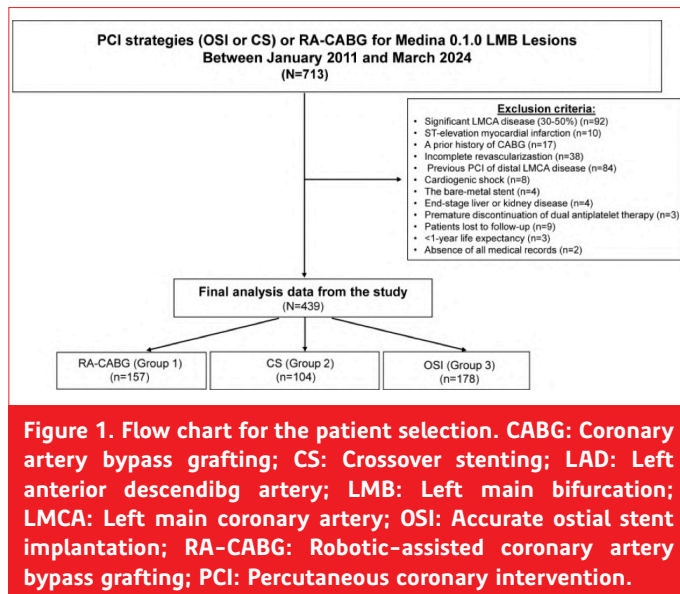 PCI strategies (OSI or CS) or RA-CABG for Medina 0.1.0 LMB Lesions
Between January 2011 and March 2024
(N=713)
Exclusion criteria:
• Significant LMCA disease (30-50%) (n=92)
• ST-elevation myocardial infarction (n=10)
• A prior history of CABG (n=17)
• Incomplete revascularizastion (n=38)
• Previous PCI of distal LMCA disease (n=84)
• Cardiogenic shock (n=8)
• The bare-metal stent (n=4)
• End-stage liver or kidney disease (n=4)
• Premature discontinuation of dual antiplatelet therapy (n=3)
• Patients lost to follow-up (n=9)
• <1-year life expectancy (n=3)
• Absence of all medical records (n=2)
Final analysis data from the study
(N=439)
RA-CABG (Group 1)
(n=157)
CS (Group 2)
(n=104)
OSI (Group 3)
(n=178)
Figure 1. Flow chart for the patient selection. CABG: Coronary
artery bypass grafting; CS: Crossover stenting; LAD: Left
anterior descendibg artery; LMB: Left main bifurcation;
LMCA: Left main coronary artery; OSI: Accurate ostial stent
implantation; RA-CABG: Robotic-assisted coronary artery
bypass grafting; PCI: Percutaneous coronary intervention.